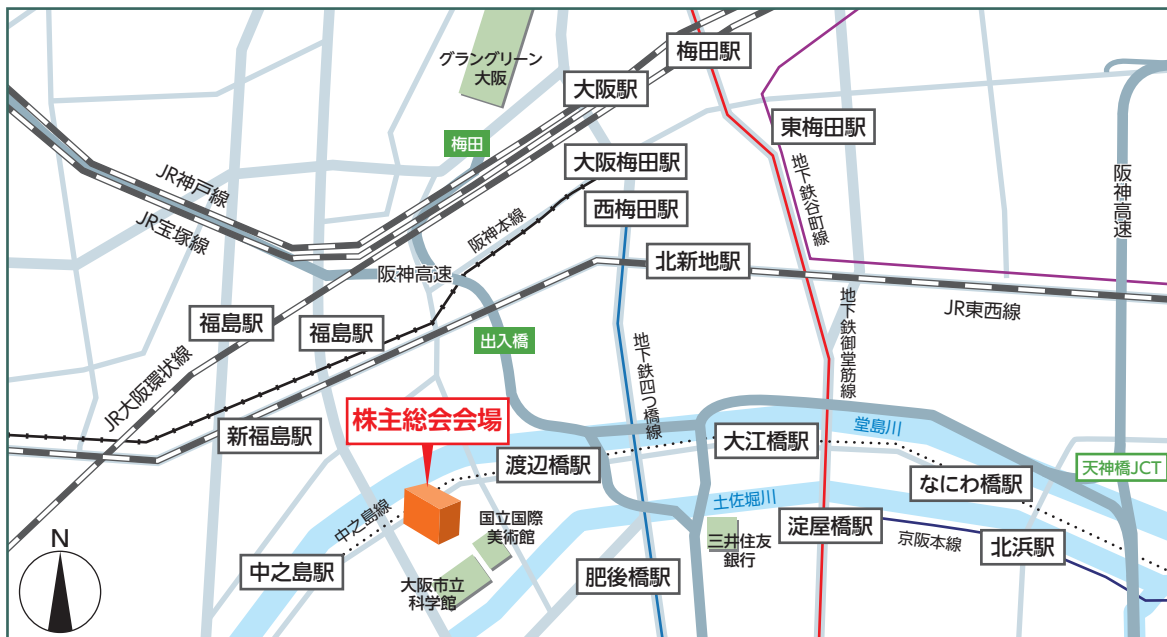 グラングリーン
大阪
梅田駅
大阪駅
梅田
東梅田駅
大阪梅田駅
西梅田駅
地下鉄谷町線
阪神高速
JR神戸線
JR宝塚線
阪神本線
阪神高速
北新地駅
JR東西線
福島駅
福島駅
出入橋
地下鉄四つ橋線
地下鉄御堂筋線
JR大阪環状線
新福島駅
株主総会会場
渡辺橋駅
大江橋駅
堂島川
天神橋JCT
なにわ橋駅
中之島線
国立国際
美術館
土佐堀川
三井住友
銀行
淀屋橋駅
京阪本線
北浜駅
N
中之島駅
大阪市立
科学館
肥後橋駅